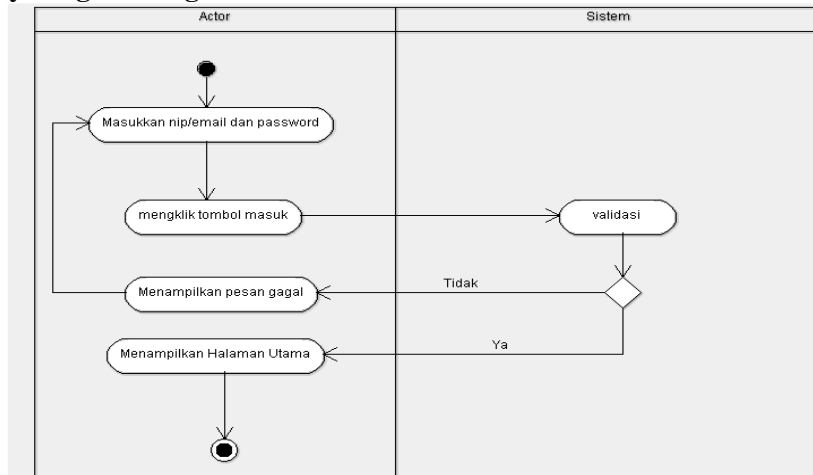 Actor
Sistem
Masukkan nip/email dan password
mengklik tombol masuk
validasi
Tidak
Menampilkan pesan gagal
Ya
Menampilkan Halaman Utama